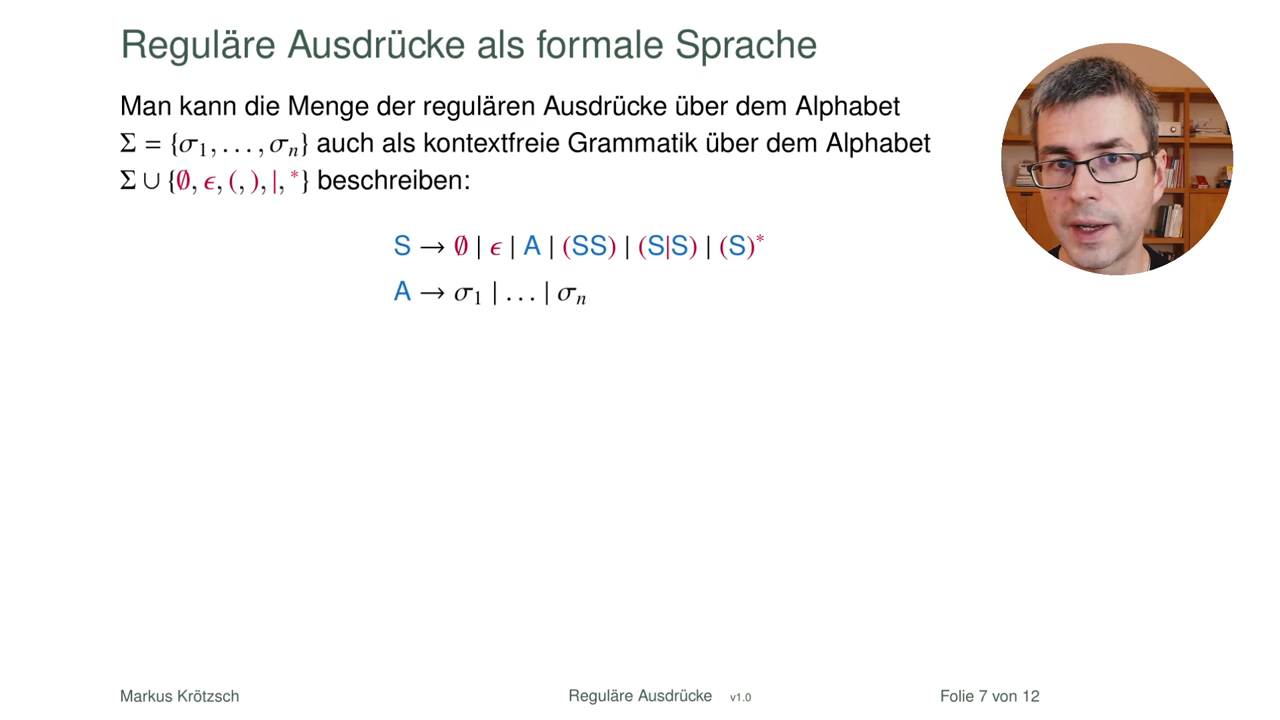 Reguläre Ausdrücke als formale Sprache
Man kann die Menge der regulären Ausdrücke über dem Alphabet
Σ = {σ₁, . . . , σₙ} auch als kontextfreie Grammatik über dem Alphabet
Σ ∪ {∅, ϵ, (, ), |, *} beschreiben:
S → ∅ | ϵ | A | (SS) | (S|S) | (S)*
A → σ₁ | . . . | σₙ
Markus Krötzsch Reguläre Ausdrücke v1.0 Folie 7 von 12